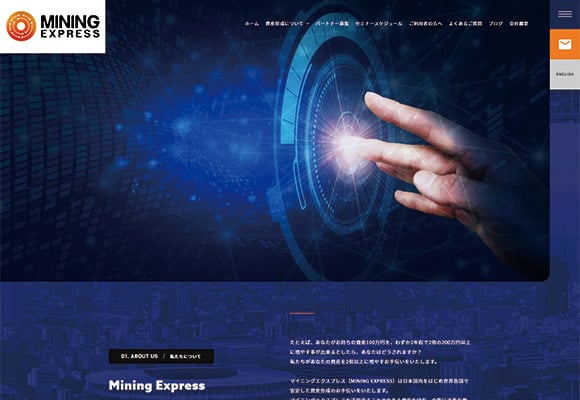 MINING
EXPRESS
ホーム 資産形成について パートナー募集 セミナースケジュール ご利用者の方へ よくあるご質問 ブログ 会社概要
ENGLISH
01. ABOUT US / 私たちについて
Mining Express
たとえば、あなたがお持ちの資産100万円を、わずか2年弱で2倍の200万円以上
に増やす事が出来るとしたら、あなたはどうされますか？
私たちがあなたの資産を2倍以上に増やすお手伝いをいたします。
マイニングエクスプレス（MINING EXPRESS）は日本国内をはじめ世界各国で
安定した資産形成のお手伝いをいたします。